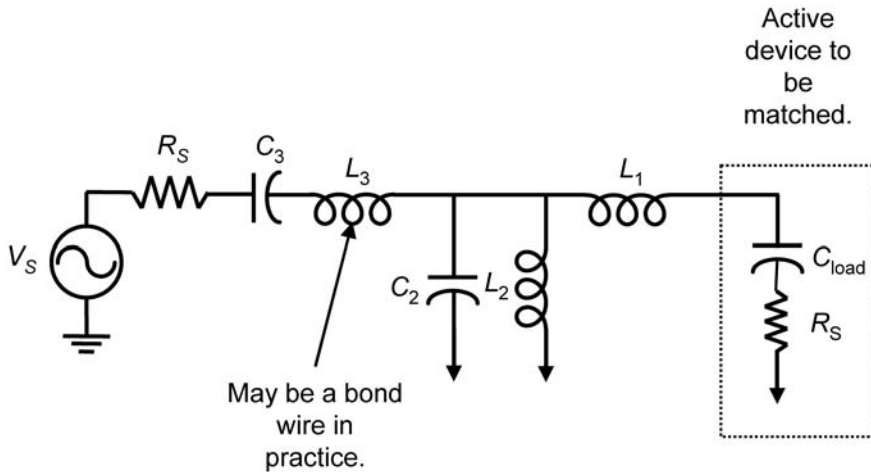 Active
device to
be
matched.
R_S
C_3
L_3
L_1
V_S
C_2
L_2
C_load
R_S
May be a bond
wire in
practice.